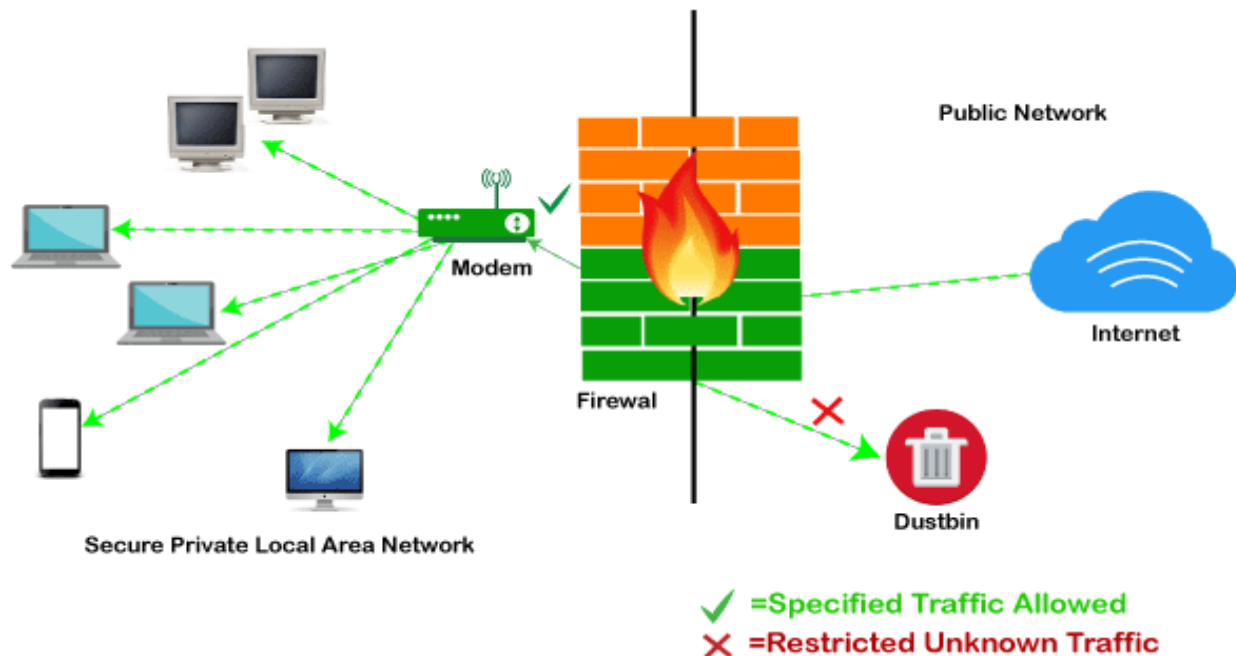 Public Network
Modem
Internet
Firewal
Dustbin
Secure Private Local Area Network
=Specified Traffic Allowed
=Restricted Unknown Traffic